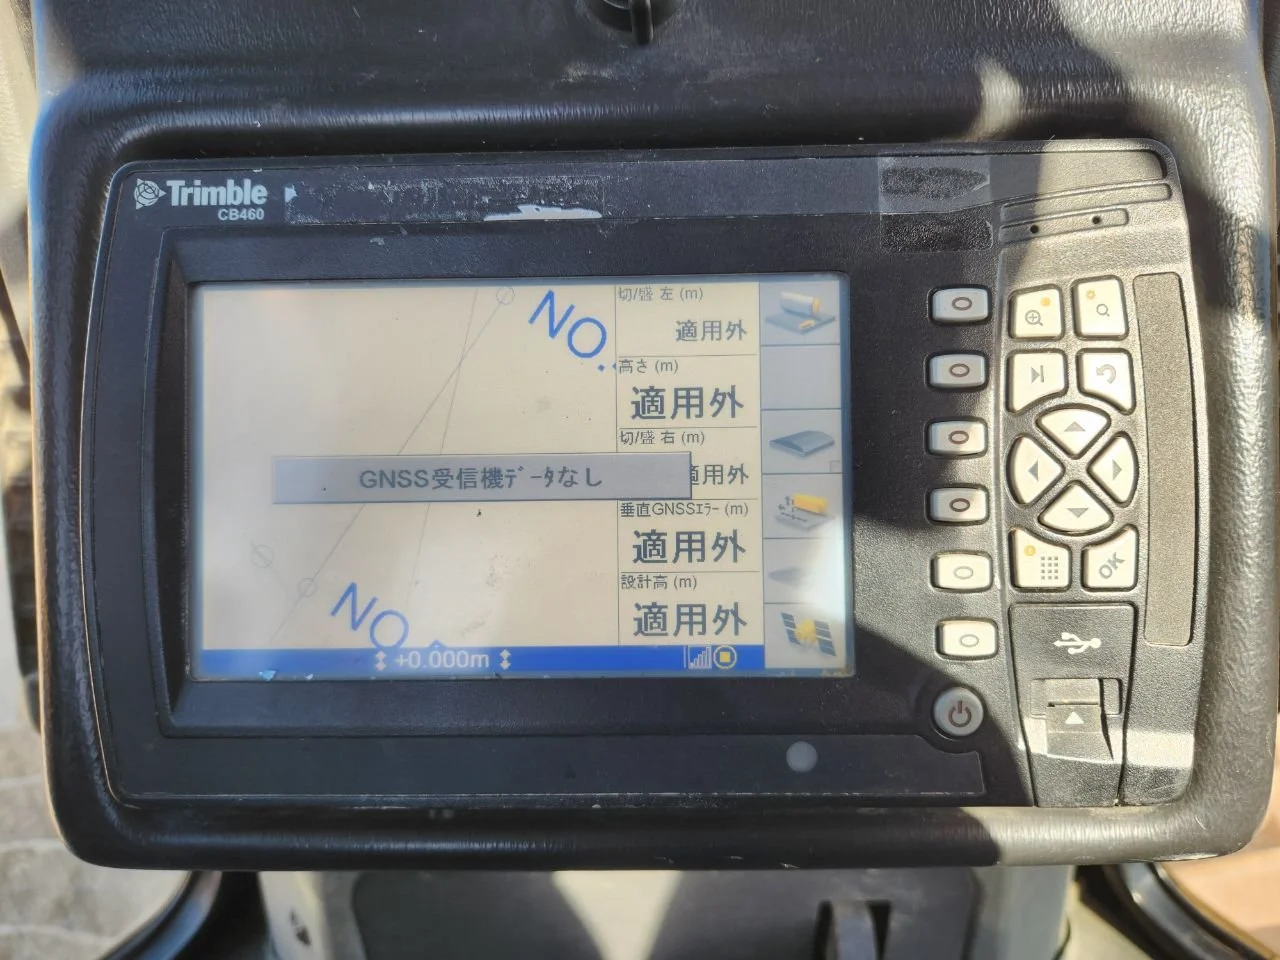 Trimble
CB460
NO.
切/盛 左 (m)
適用外
高さ (m)
適用外
切/盛 右 (m)
適用外
GNSS受信機ﾃﾞｰﾀなし
垂直GNSSｴﾗｰ (m)
適用外
設計高 (m)
適用外
NO.
+0.000m
OK